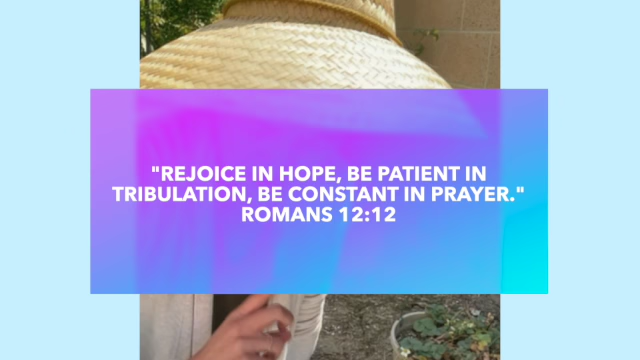 "REJOICE IN HOPE, BE PATIENT IN
TRIBULATION, BE CONSTANT IN PRAYER."
ROMANS 12:12